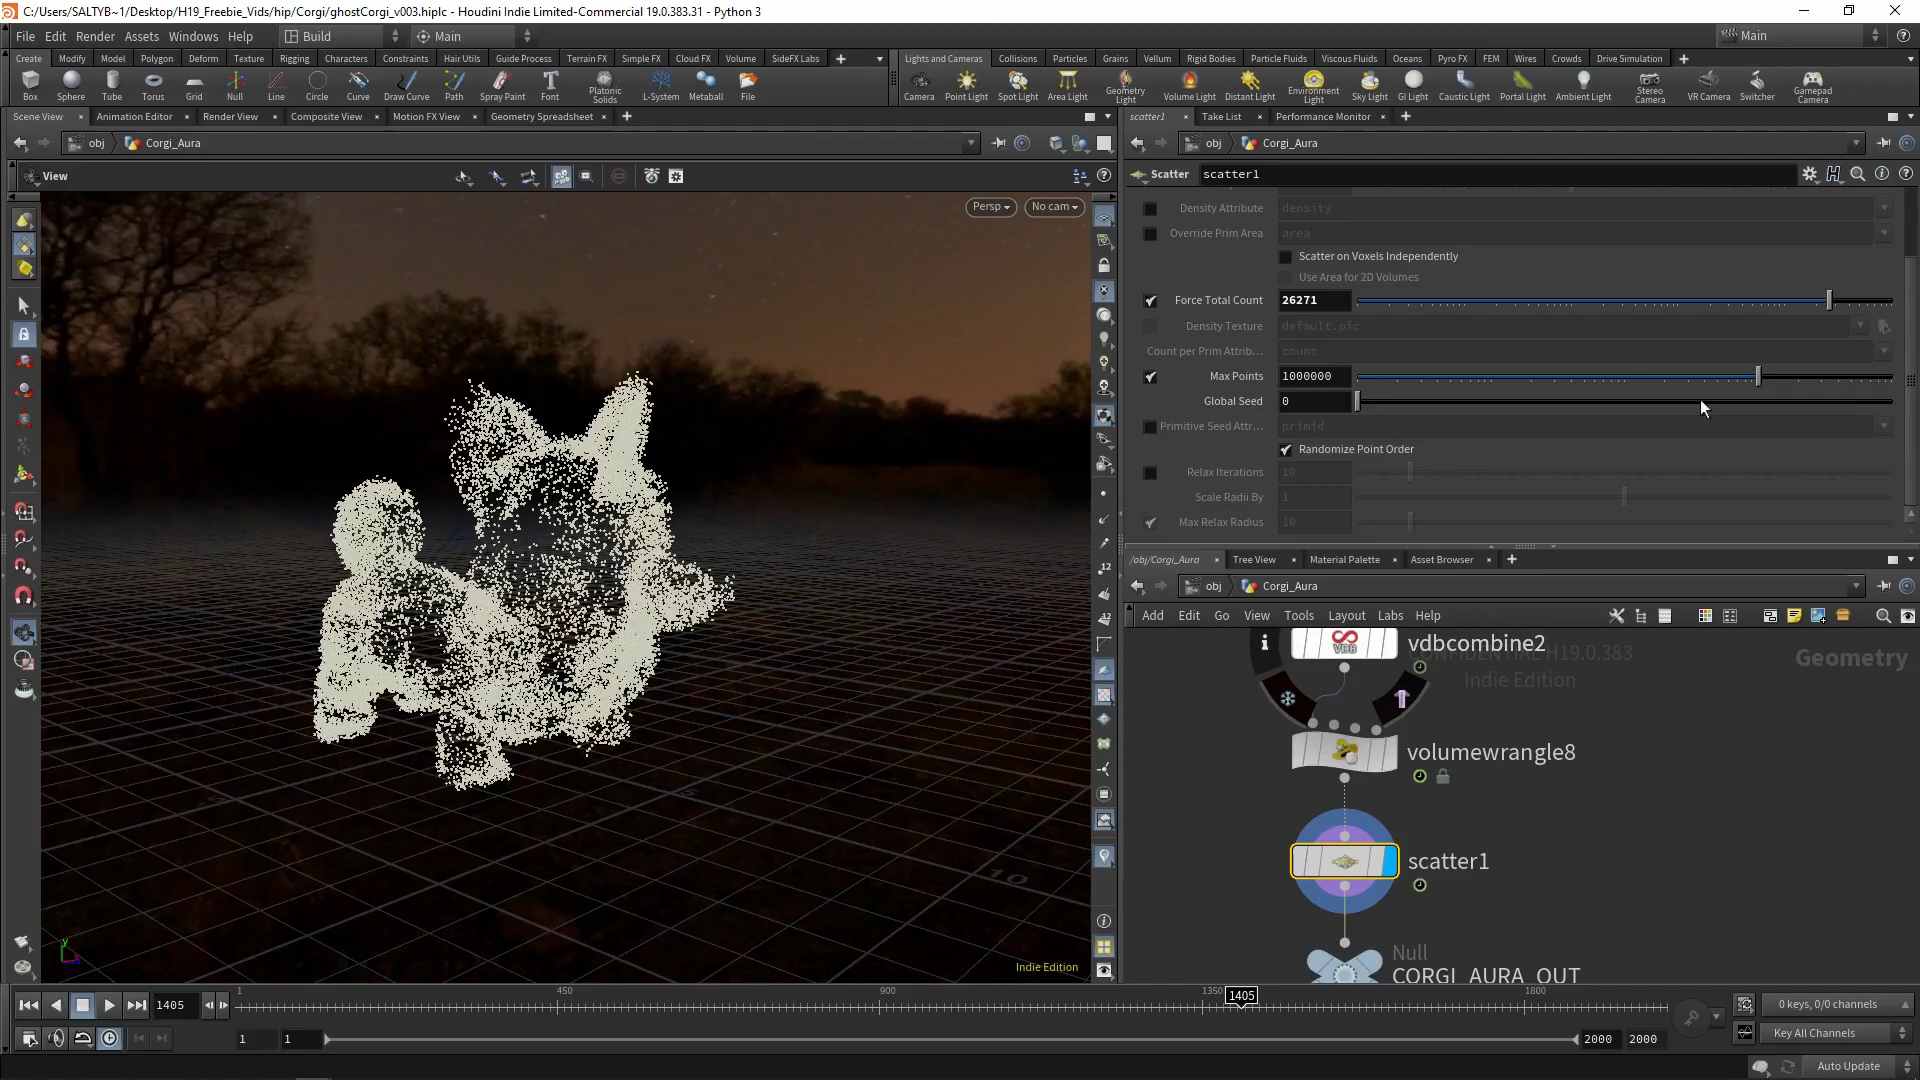 C:/Users/SALTYB~1/Desktop/H19_Freebie_Vids/hip/Corgi/ghostCorgi_v003.hiplc - Houdini Indie Limited-Commercial 19.0.383.31 - Python 3
File Edit Render Assets Windows Help Build Main Main
Create Modify Model Polygon Deform Texture Rigging Characters Constraints Hair Utils Guide Process Terrain FX Simple FX Cloud FX Volume SideFX Labs
Lights and Cameras Collisions Particles Grains Vellum Rigid Bodies Particle Fluids Viscous Fluids Oceans Pyro FX FEM Wires Crowds Drive Simulation
Box Sphere Tube Torus Grid Null Line Circle Curve Draw Curve Path Spray Paint Font Platonic Solids L-System Metaball File
Camera Point Light Spot Light Area Light Geometry Light Volume Light Distant Light Environment Light Sky Light GI Light Caustic Light Portal Light Ambient Light Stereo Camera VR Camera Switcher Gamepad Camera
Scene View Animation Editor Render View Composite View Motion FX View Geometry Spreadsheet
scatter1 Take List Performance Monitor
obj Corgi_Aura
obj Corgi_Aura
View
Scatter scatter1
Persp No cam
Density Attribute density
Override Prim Area area
Scatter on Voxels Independently
Use Area for 2D Volumes
Force Total Count 26271
Density Texture default.pic
Count per Prim Attrib... count
Max Points 1000000
Global Seed 0
Primitive Seed Attr... primid
Randomize Point Order
Relax Iterations 10
Scale Radii By 1
Max Relax Radius 10
/obj/Corgi_Aura Tree View Material Palette Asset Browser
obj Corgi_Aura
Add Edit Go View Tools Layout Labs Help
vdbcombine2
CONFIDENTIAL H19.0.383
Indie Edition
Geometry
VDB
volumewrangle8
scatter1
Null
CORGI_AURA_OUT
10
y
Indie Edition
1405
1 450 900 1350 1405 1800
0 keys, 0/0 channels
1 1 2000 2000
Key All Channels
Auto Update